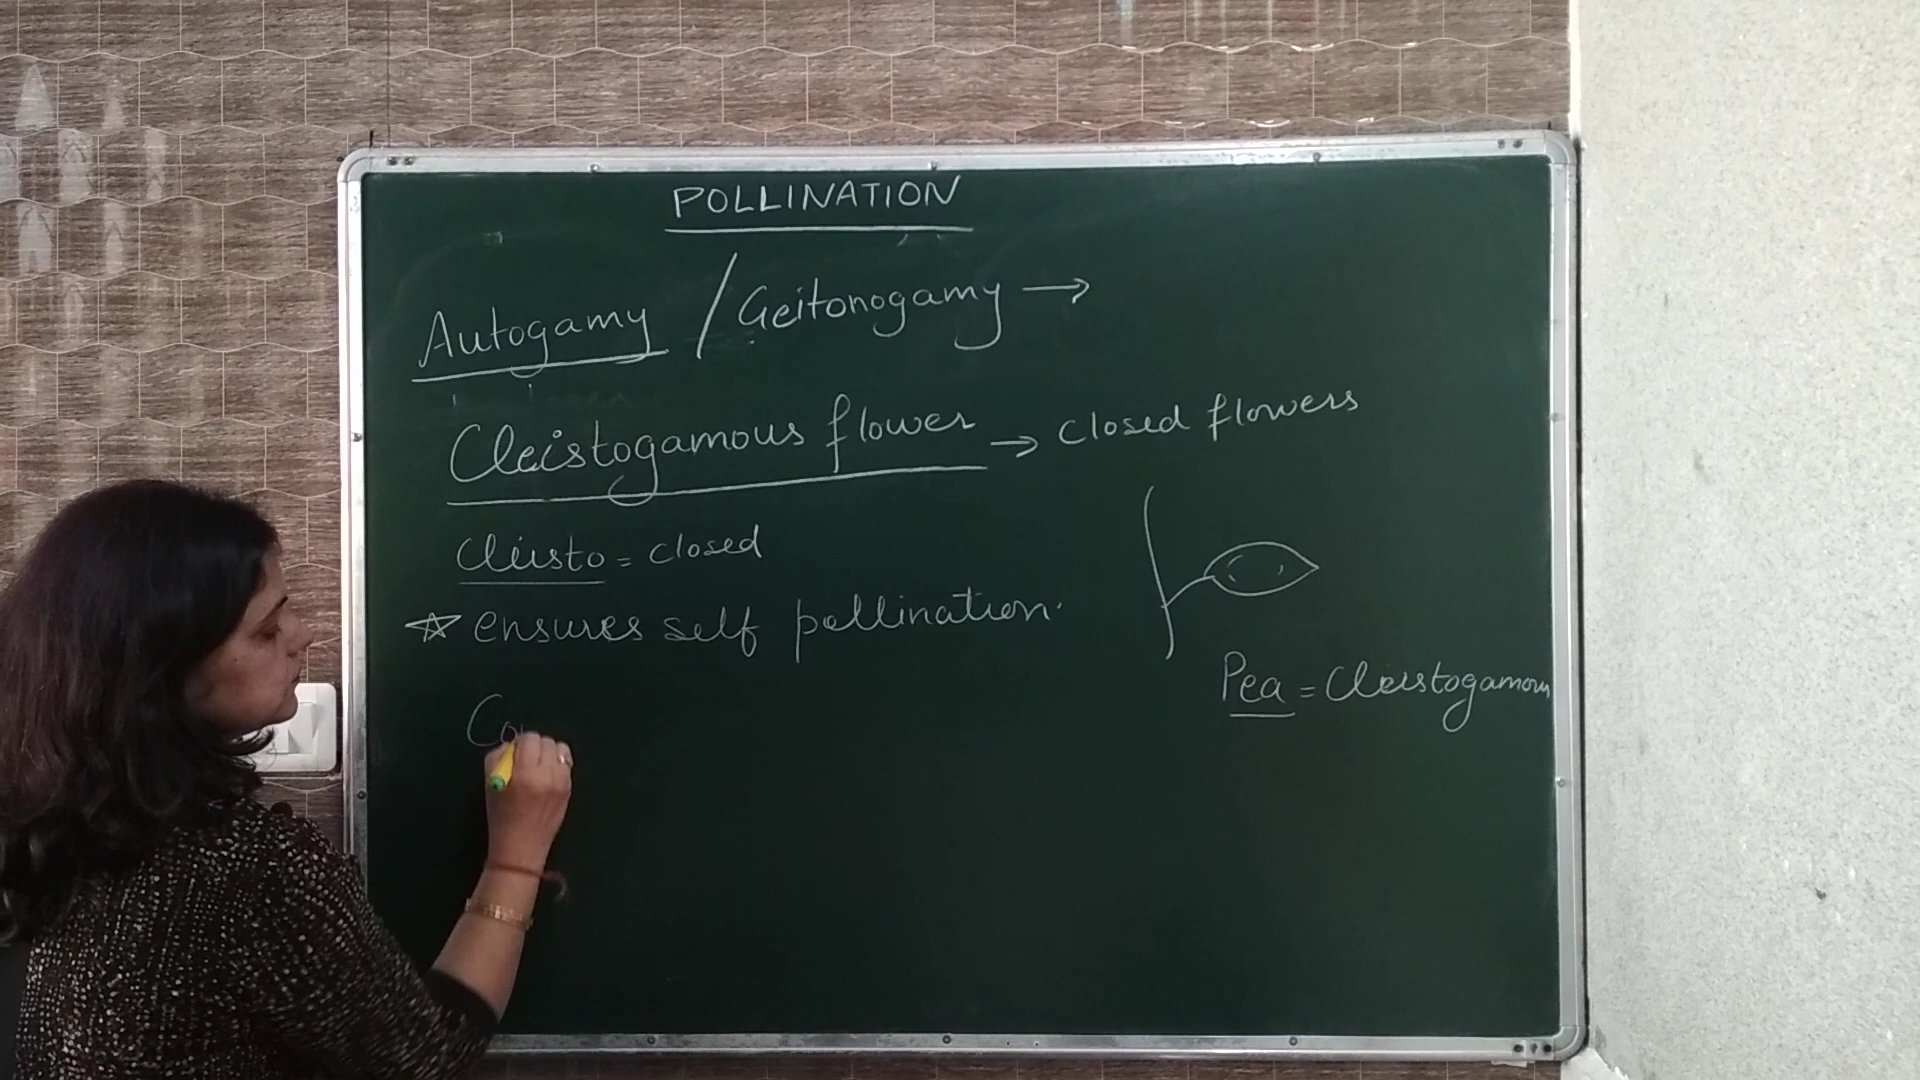 POLLINATION
Autogamy / Geitonogamy →
Cleistogamous flower → closed flowers
Cleisto = closed
☆ ensures self pollination.
Pea = Cleistogamous